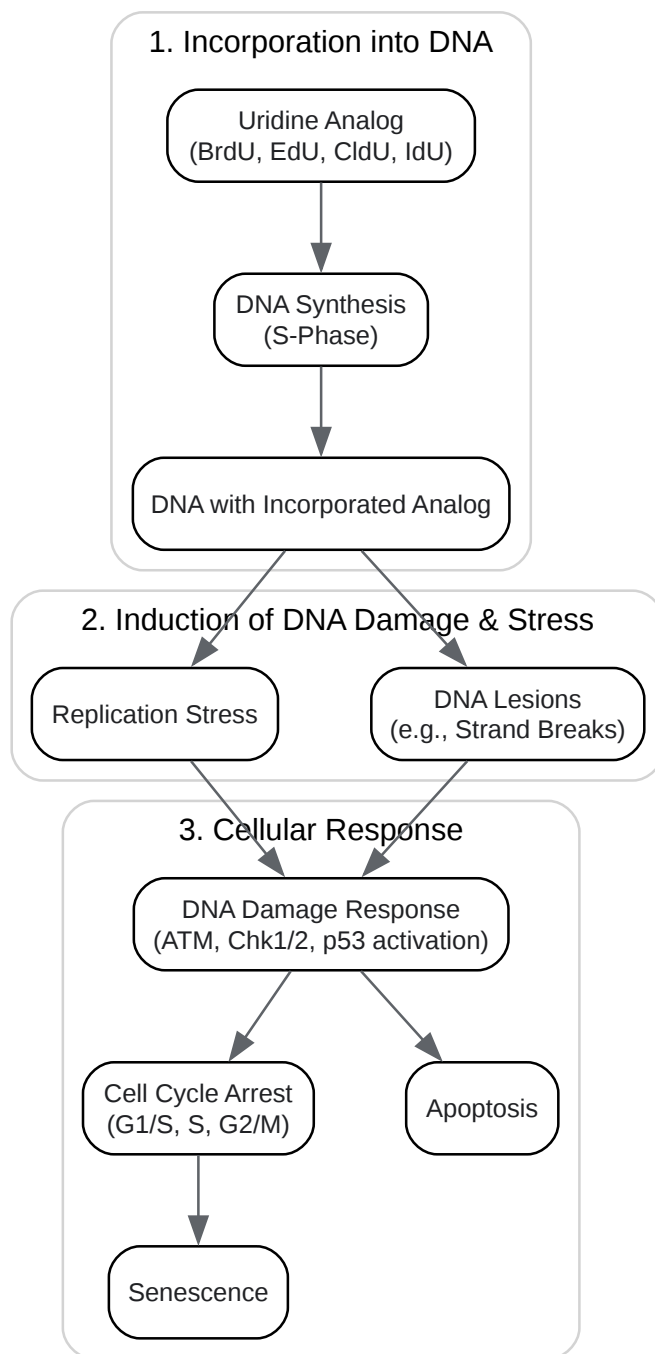 1. Incorporation into DNA
Uridine Analog
(BrdU, EdU, CldU, IdU)
DNA Synthesis
(S-Phase)
DNA with Incorporated Analog
2. Induction of DNA Damage & Stress
Replication Stress
DNA Lesions
(e.g., Strand Breaks)
3. Cellular Response
DNA Damage Response
(ATM, Chk1/2, p53 activation)
Cell Cycle Arrest
(G1/S, S, G2/M)
Apoptosis
Senescence